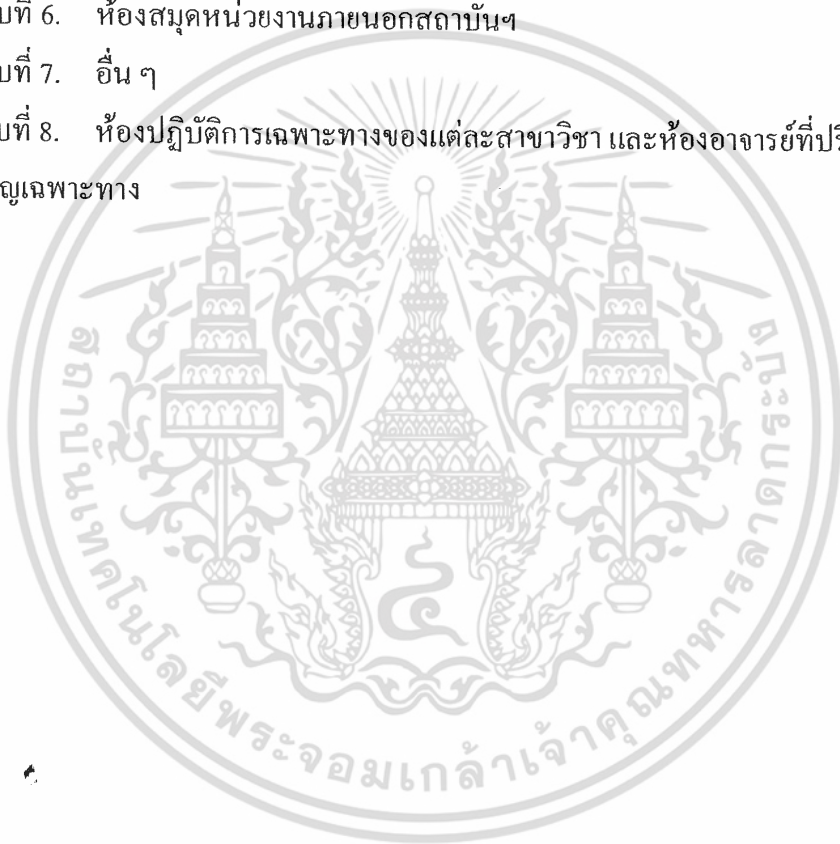 บที่ 6. ห้องสมุดหน่วยงานภายนอกสถาบันฯ
บที่ 7. อื่น ๆ
บที่ 8. ห้องปฏิบัติการเฉพาะทางของแต่ละสาขาวิชา และห้องอาจารย์ที่ปรึ
ญเฉพาะทาง
สถาบันเทคโนโลยีพระจอมเกล้าเจ้าคุณทหารลาดกระบัง
๔